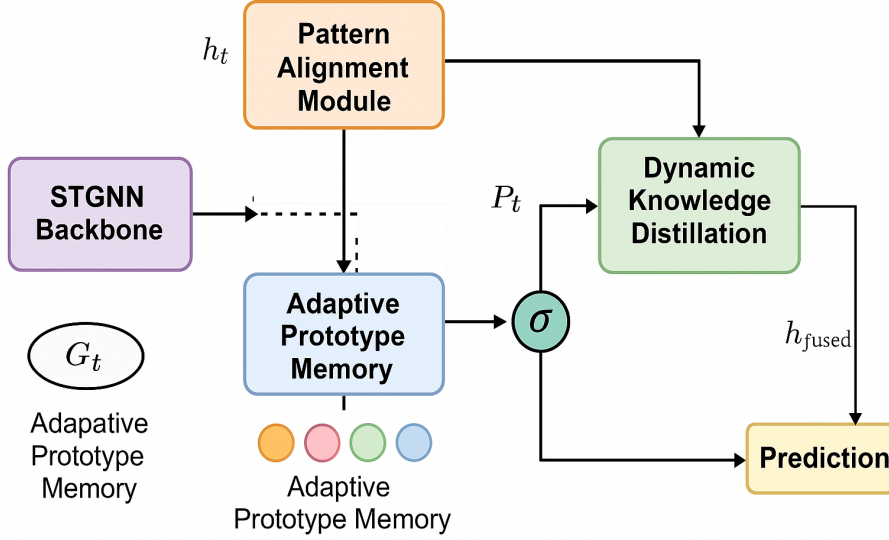 h_t
Pattern
Alignment
Module
STGNN
Backbone
P_t
Dynamic
Knowledge
Distillation
Adaptive
Prototype
Memory
σ
h_fused
G_t
Adapative
Prototype
Memory
Adaptive
Prototype Memory
Prediction